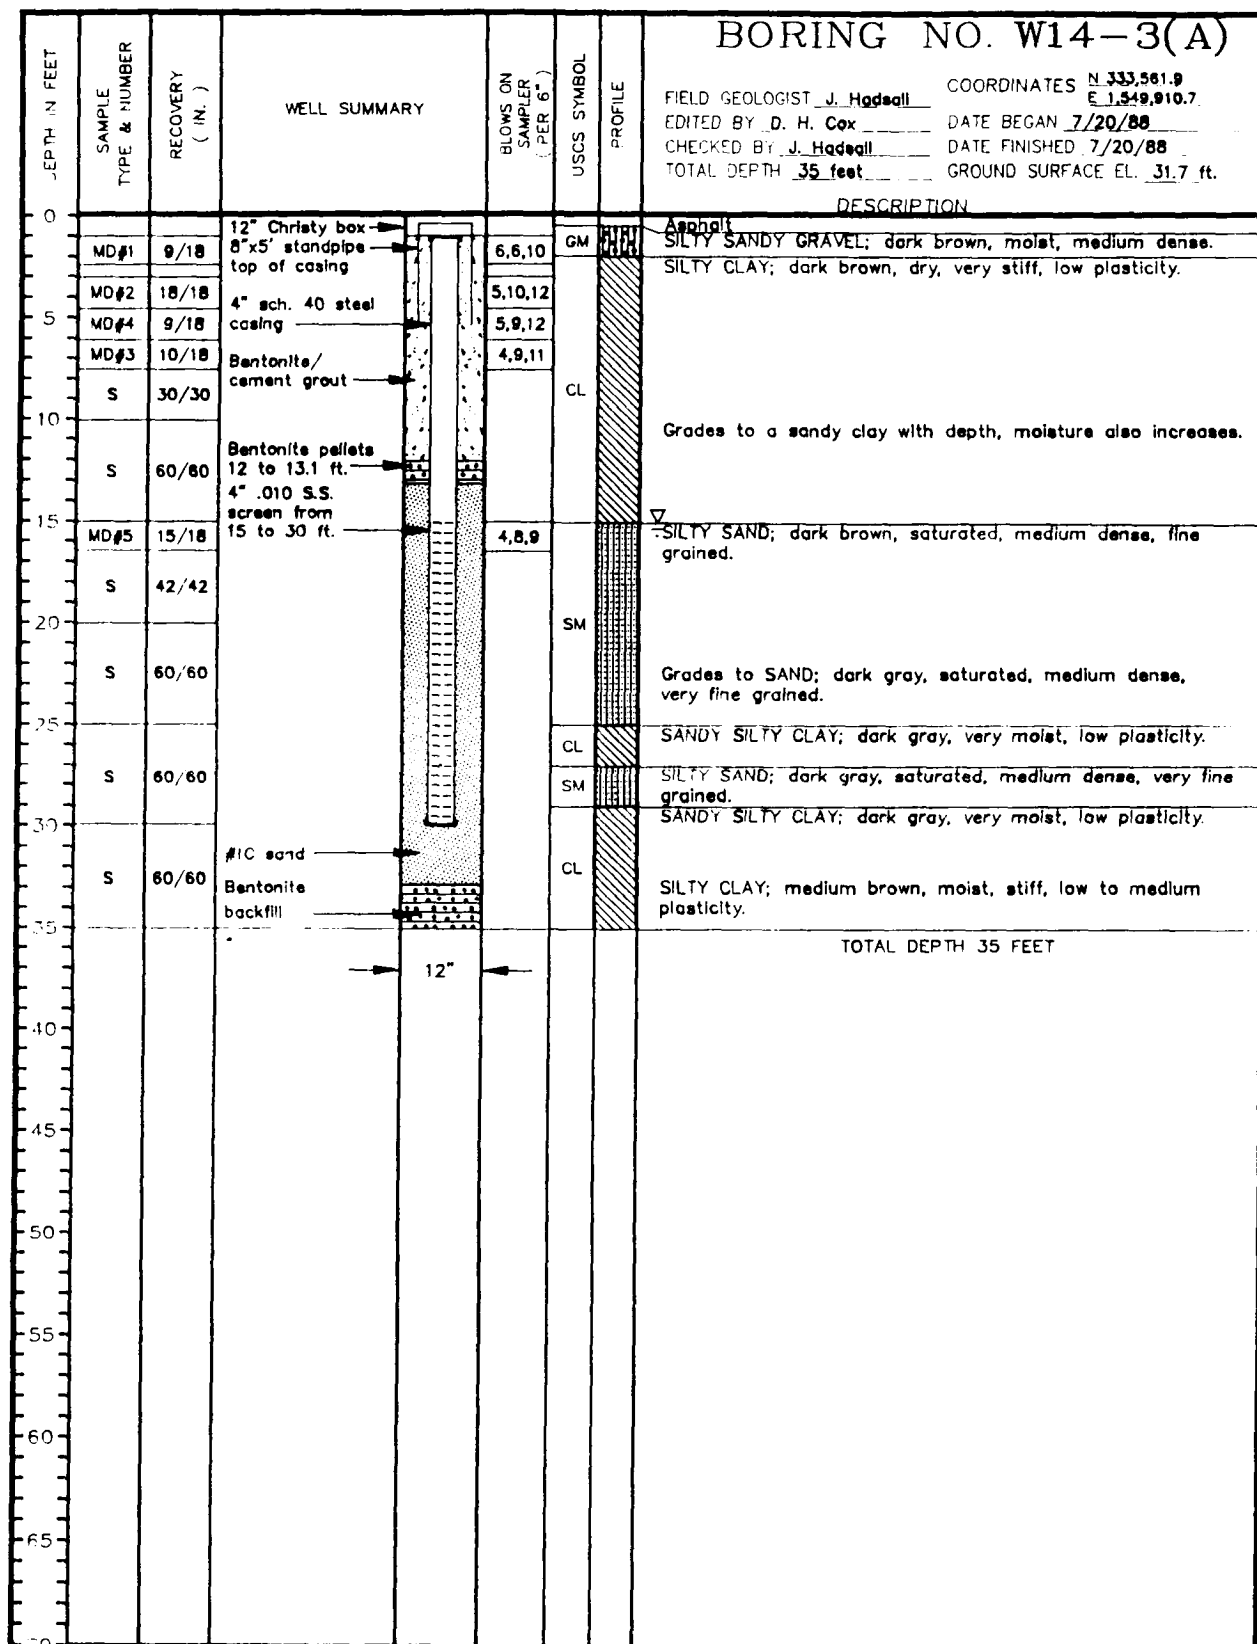 BORING NO. W14-3(A)
FIELD GEOLOGIST J. Hadsall
COORDINATES N 333,561.9
E 1,549,910.7
EDITED BY D. H. Cox
DATE BEGAN 7/20/88
CHECKED BY J. Hadsall
DATE FINISHED 7/20/88
TOTAL DEPTH 35 feet
GROUND SURFACE EL. 31.7 ft.
IN FEET
SAMPLE
TYPE & NUMBER
RECOVERY
( IN. )
WELL SUMMARY
BLOWS ON
SAMPLER
( PER 6" )
USCS SYMBOL
PROFILE
DESCRIPTION
0
12" Christy box
Asphalt
MD#1 9/18
8"x5' standpipe
top of casing
6,6,10
GM
SILTY SANDY GRAVEL; dark brown, moist, medium dense.
SILTY CLAY; dark brown, dry, very stiff, low plasticity.
MD#2 18/18
5,10,12
5
4" sch. 40 steel
casing
MD#4 9/18
5,9,12
MD#3 10/18
4,9,11
Bentonite/
cement grout
S 30/30
CL
10
Grades to a sandy clay with depth, moisture also increases.
Bentonite pellets
12 to 13.1 ft.
S 60/60
4" .010 S.S.
screen from
15 to 30 ft.
15
MD#5 15/18
4,8,9
SILTY SAND; dark brown, saturated, medium dense, fine
grained.
S 42/42
20
SM
S 60/60
Grades to SAND; dark gray, saturated, medium dense,
very fine grained.
25
CL
SANDY SILTY CLAY; dark gray, very moist, low plasticity.
S 60/60
SM
SILTY SAND; dark gray, saturated, medium dense, very fine
grained.
30
SANDY SILTY CLAY; dark gray, very moist, low plasticity.
#1C sand
S 60/60
CL
Bentonite
backfill
SILTY CLAY; medium brown, moist, stiff, low to medium
plasticity.
35
TOTAL DEPTH 35 FEET
12"
40
45
50
55
60
65